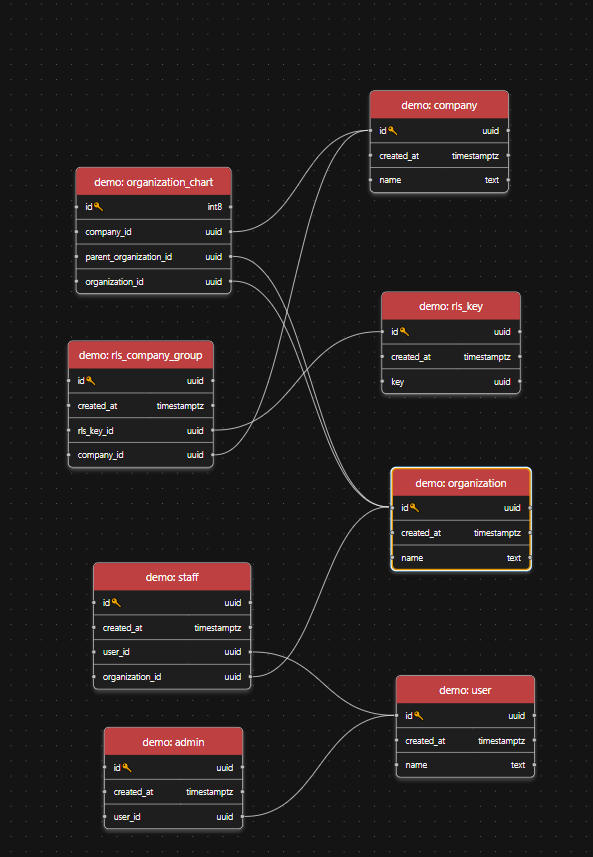 demo: company
id uuid
created_at timestamptz
name text
demo: organization_chart
id int8
company_id uuid
parent_organization_id uuid
organization_id uuid
demo: rls_key
id uuid
created_at timestamptz
key uuid
demo: rls_company_group
id uuid
created_at timestamptz
rls_key_id uuid
company_id uuid
demo: organization
id uuid
created_at timestamptz
name text
demo: staff
id uuid
created_at timestamptz
user_id uuid
organization_id uuid
demo: user
id uuid
created_at timestamptz
name text
demo: admin
id uuid
created_at timestamptz
user_id uuid